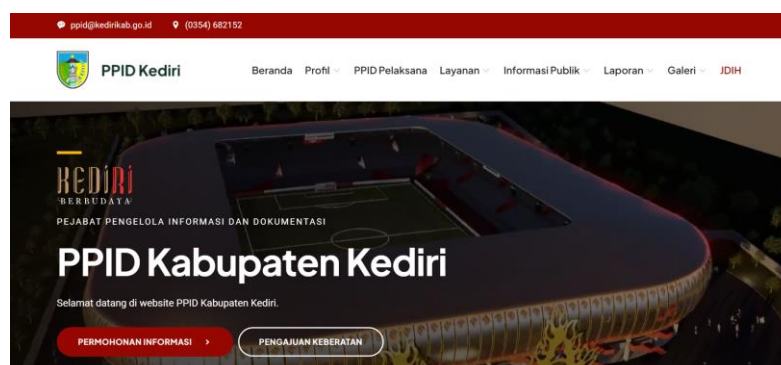 ppid@kedirikab.go.id (0354) 682152
PPID Kediri Beranda Profil PPID Pelaksana Layanan Informasi Publik Laporan Galeri JDIH
KEDIRI
BERBUDAYA
PEJABAT PENGELOLA INFORMASI DAN DOKUMENTASI
PPID Kabupaten Kediri
Selamat datang di website PPID Kabupaten Kediri.
PERMOHONAN INFORMASI > PENGAJUAN KEBERATAN